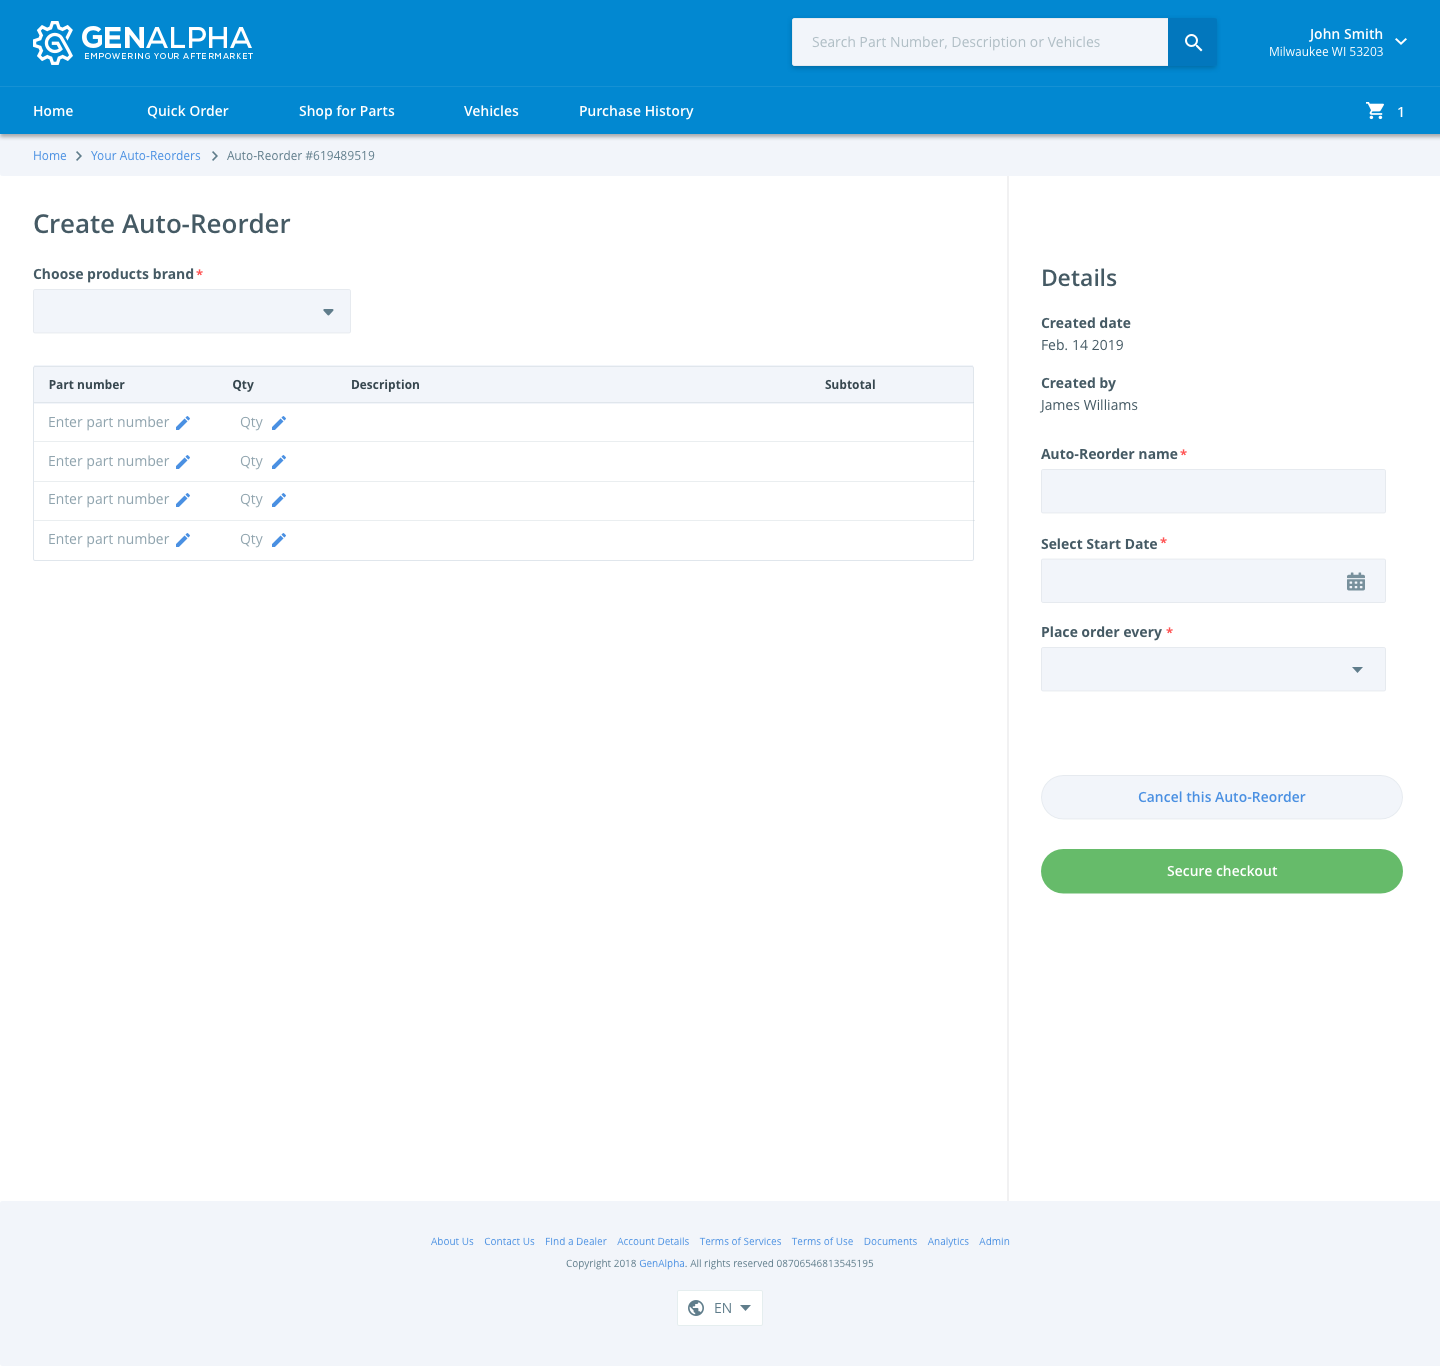 GENALPHA
EMPOWERING YOUR AFTERMARKET
Search Part Number, Description or Vehicles
John Smith
Milwaukee WI 53203
Home Quick Order Shop for Parts Vehicles Purchase History 1
Home Your Auto-Reorders Auto-Reorder #619489519
Create Auto-Reorder
Choose products brand *
Part number Qty Description Subtotal
Enter part number Qty
Enter part number Qty
Enter part number Qty
Enter part number Qty
Details
Created date
Feb. 14 2019
Created by
James Williams
Auto-Reorder name *
Select Start Date *
Place order every *
Cancel this Auto-Reorder
Secure checkout
About Us Contact Us Find a Dealer Account Details Terms of Services Terms of Use Documents Analytics Admin
Copyright 2018 GenAlpha. All rights reserved 08706546813545195
EN